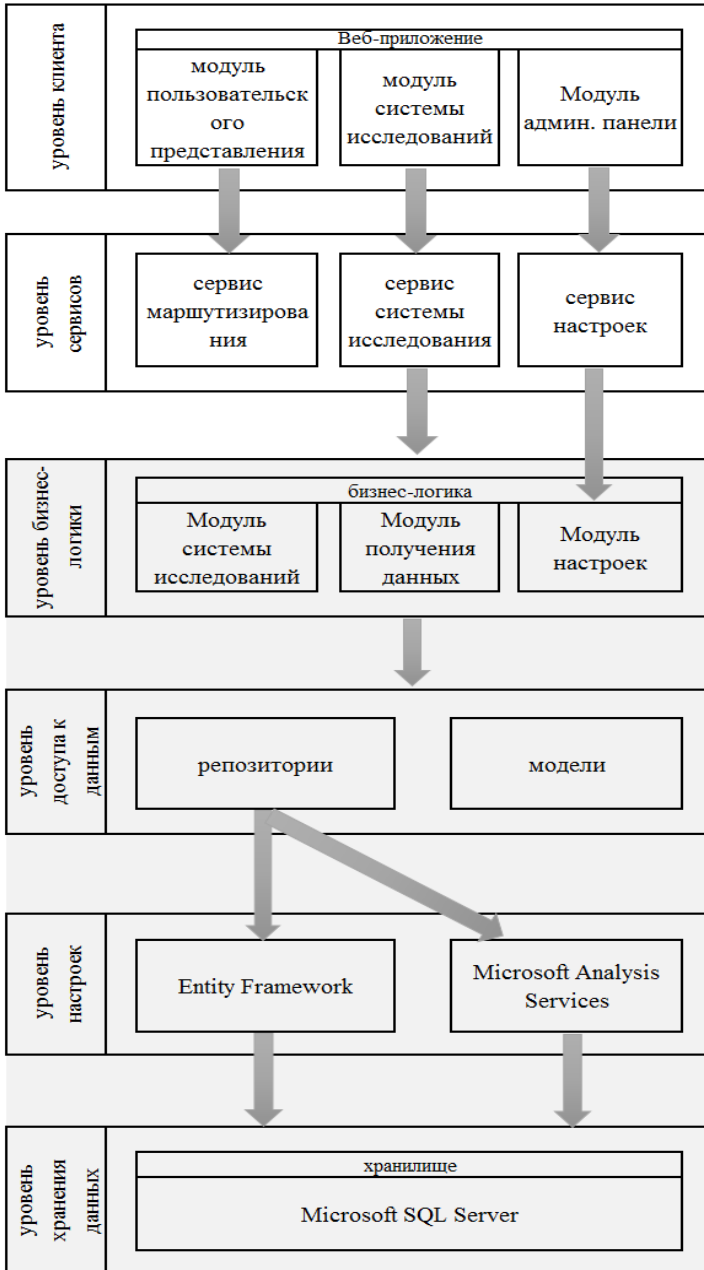 уровень клиента
Веб-приложение
модуль
пользовательск
ого
представления
модуль
системы
исследований
Модуль
админ. панели
уровень
сервисов
сервис
маршутизирова
ния
сервис
системы
исследования
сервис
настроек
уровень бизнес-
логики
бизнес-логика
Модуль
системы
исследований
Модуль
получения
данных
Модуль
настроек
уровень
доступа к
данным
репозитории
модели
уровень
настроек
Entity Framework
Microsoft Analysis
Services
уровень
хранения
данных
хранилище
Microsoft SQL Server